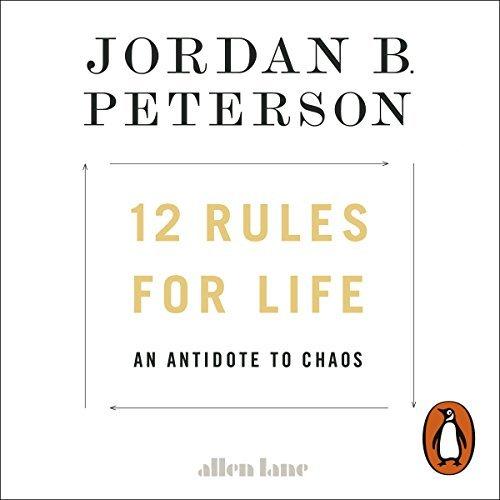 JORDAN B.
PETERSON
12 RULES
FOR LIFE
AN ANTIDOTE TO CHAOS
allen lane